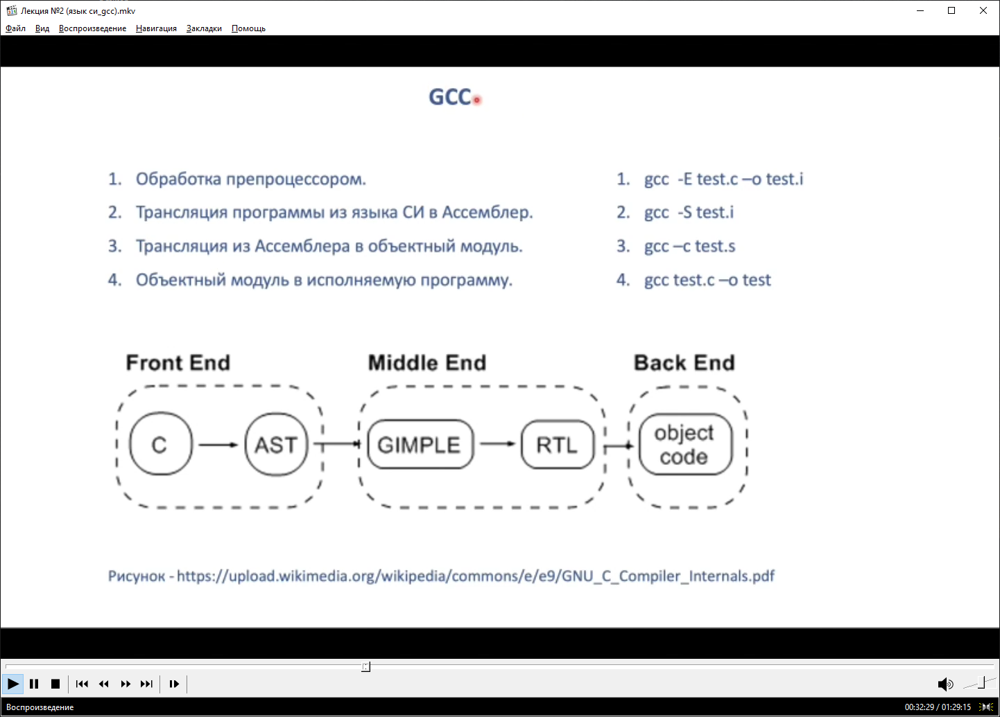 Лекция №2 (язык си_gcc).mkv
Файл Вид Воспроизведение Навигация Закладки Помощь
GCC
1. Обработка препроцессором.
2. Трансляция программы из языка СИ в Ассемблер.
3. Трансляция из Ассемблера в объектный модуль.
4. Объектный модуль в исполняемую программу.
1. gcc -E test.c –o test.i
2. gcc -S test.i
3. gcc –c test.s
4. gcc test.c –o test
Front End Middle End Back End
C AST GIMPLE RTL object
code
Рисунок - https://upload.wikimedia.org/wikipedia/commons/e/e9/GNU_C_Compiler_Internals.pdf
Воспроизведение 00:32:29 / 01:29:15